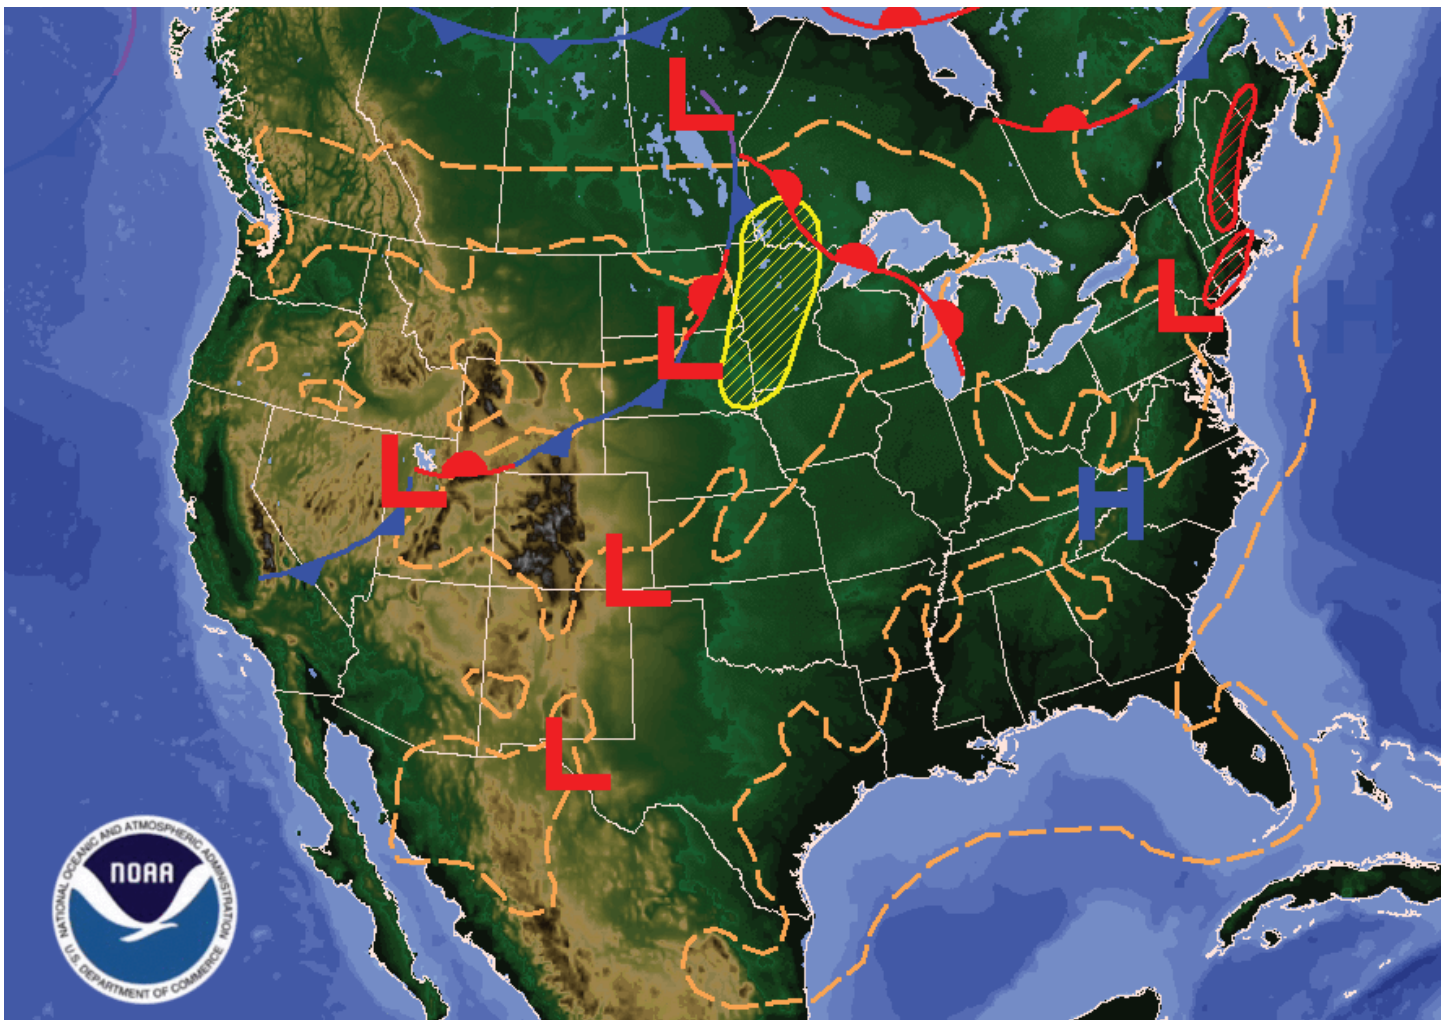 L
L
H
L
L
L
H
L
L
NATIONAL OCEANIC AND ATMOSPHERIC ADMINISTRATION
NOAA
U.S. DEPARTMENT OF COMMERCE